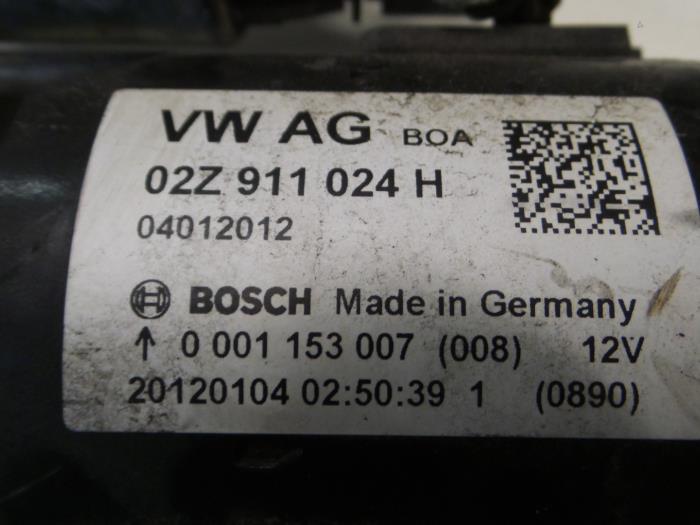 VW AG BOA
02Z 911 024 H
04012012
BOSCH Made in Germany
↑ 0 001 153 007 (008) 12V
20120104 02:50:39 1 (0890)